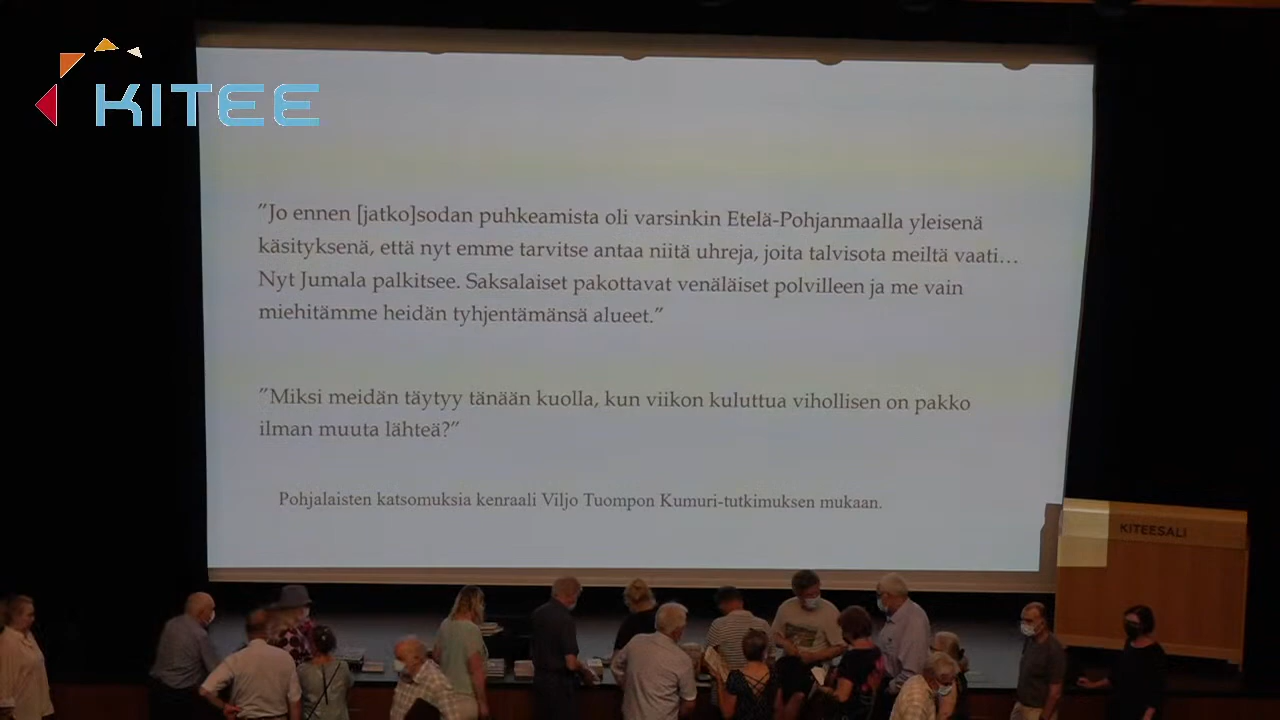 KITEE
”Jo ennen [jatko]sodan puhkeamista oli varsinkin Etelä-Pohjanmaalla yleisenä
käsityksenä, että nyt emme tarvitse antaa niitä uhreja, joita talvisota meiltä vaati…
Nyt Jumala palkitsee. Saksalaiset pakottavat venäläiset polvilleen ja me vain
miehitämme heidän tyhjentämänsä alueet.”
”Miksi meidän täytyy tänään kuolla, kun viikon kuluttua vihollisen on pakko
ilman muuta lähteä?”
Pohjalaisten katsomuksia kenraali Viljo Tuompon Kumuri-tutkimuksen mukaan.
KITEESALI